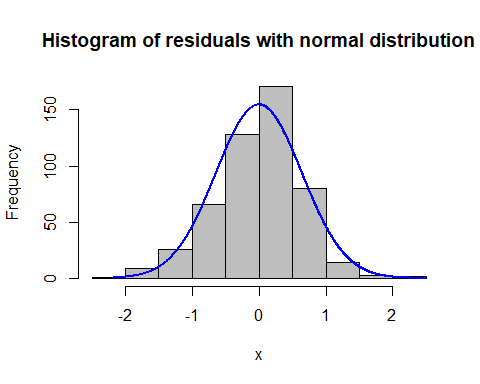 Histogram of residuals with normal distribution
Frequency
150
100
50
0
-2 -1 0 1 2
x